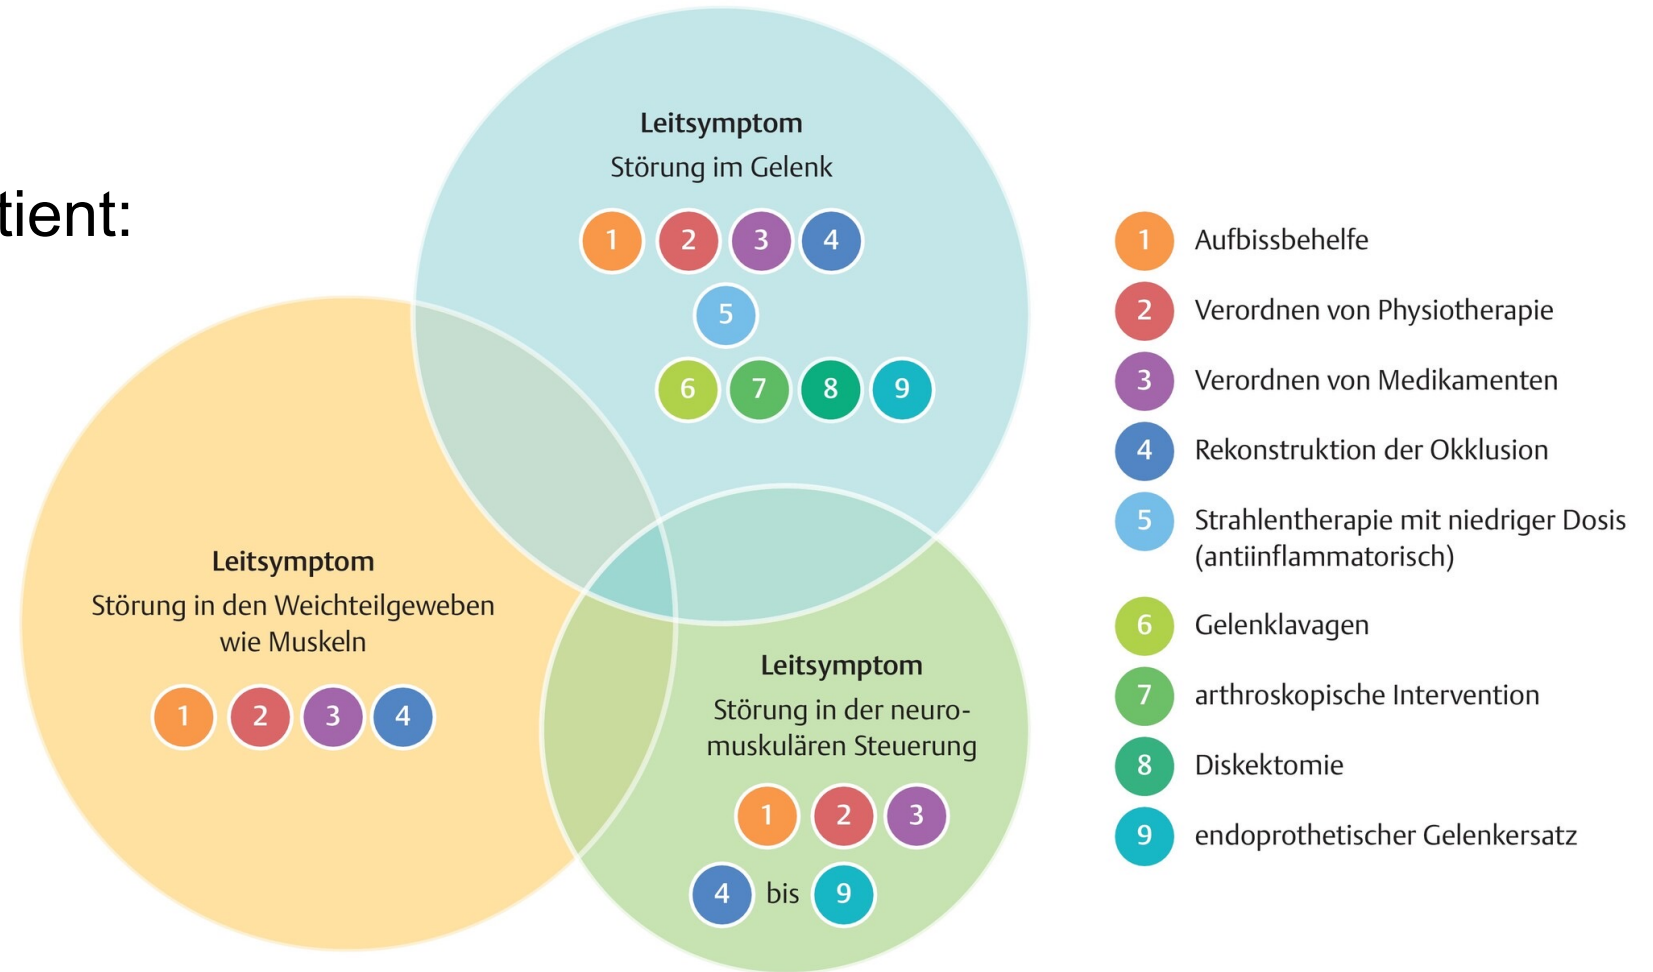 tient:
Leitsymptom
Störung im Gelenk
1 2 3 4
5
6 7 8 9
Leitsymptom
Störung in den Weichteilgeweben
wie Muskeln
1 2 3 4
Leitsymptom
Störung in der neuro-
muskulären Steuerung
1 2 3
4 bis 9
1 Aufbissbehelfe
2 Verordnen von Physiotherapie
3 Verordnen von Medikamenten
4 Rekonstruktion der Okklusion
5 Strahlentherapie mit niedriger Dosis
(antiinflammatorisch)
6 Gelenklavagen
7 arthroskopische Intervention
8 Diskektomie
9 endoprothetischer Gelenkersatz